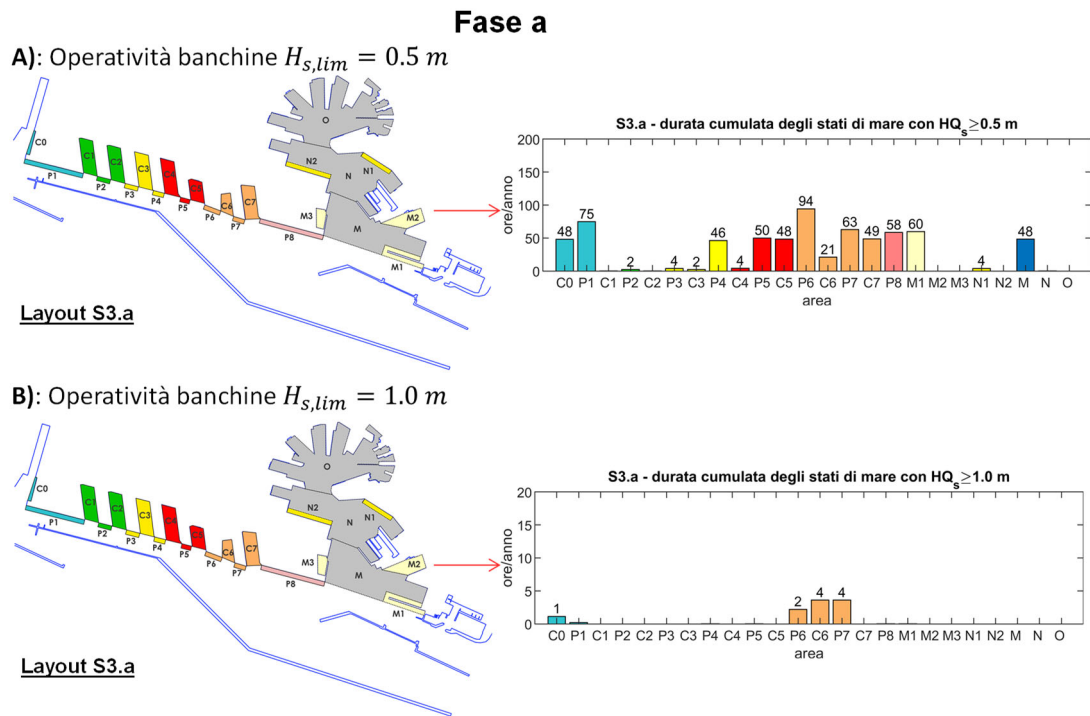 Fase a
A): Operatività banchine H_{s,lim} = 0.5 m
C0
P1
C1
P2
C2
P3
C3
P4
C4
P5
C5
P6
C6
P7
C7
P8
M3
M
M1
M2
N2
N
N1
O
Layout S3.a
S3.a - durata cumulata degli stati di mare con HQ_s≥0.5 m
ore/anno
200
150
100
50
0
48 75 2 4 2 46 4 50 48 94 21 63 49 58 60 4 48
C0 P1 C1 P2 C2 P3 C3 P4 C4 P5 C5 P6 C6 P7 C7 P8 M1 M2 M3 N1 N2 M N O
area
B): Operatività banchine H_{s,lim} = 1.0 m
C0
P1
C1
P2
C2
P3
C3
P4
C4
P5
C5
P6
C6
P7
C7
P8
M3
M
M1
M2
N2
N
N1
O
Layout S3.a
S3.a - durata cumulata degli stati di mare con HQ_s≥1.0 m
ore/anno
20
15
10
5
0
1 2 4 4
C0 P1 C1 P2 C2 P3 C3 P4 C4 P5 C5 P6 C6 P7 C7 P8 M1 M2 M3 N1 N2 M N O
area